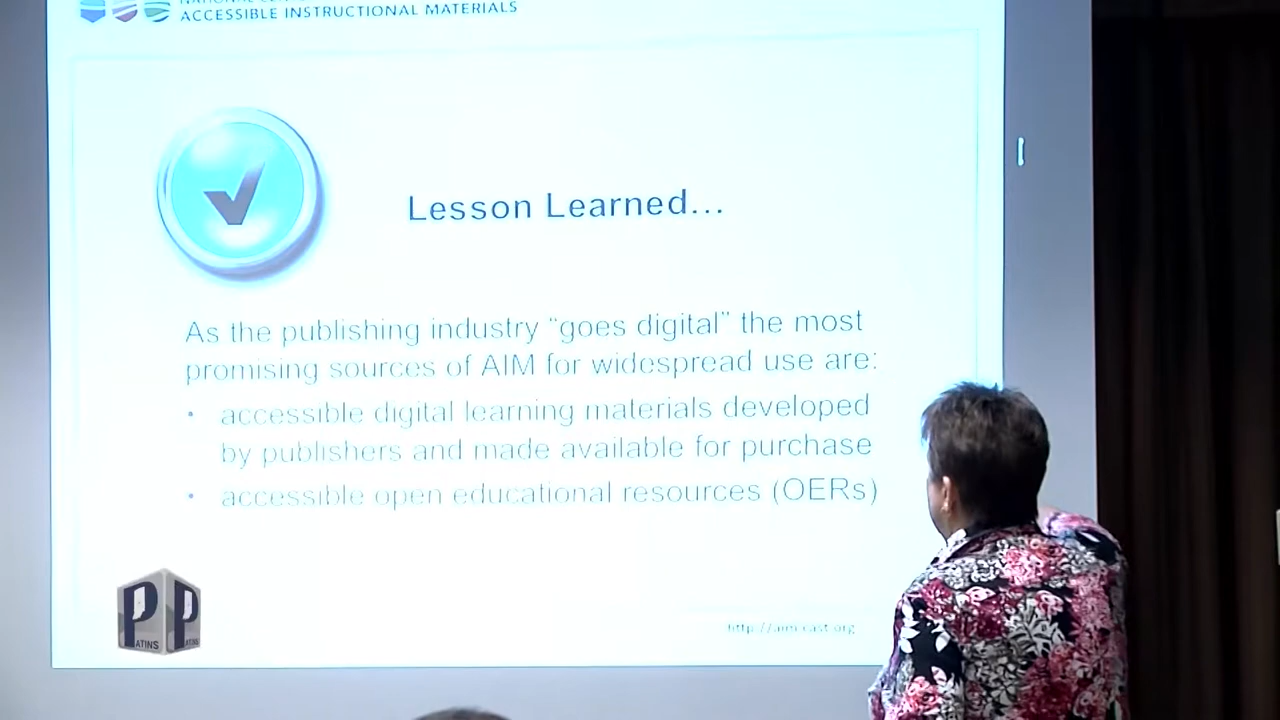 ACCESSIBLE INSTRUCTIONAL MATERIALS
Lesson Learned...
As the publishing industry “goes digital” the most
promising sources of AIM for widespread use are:
• accessible digital learning materials developed
by publishers and made available for purchase
• accessible open educational resources (OERs)
http://aim.cast.org
P P
ATINS ATINS